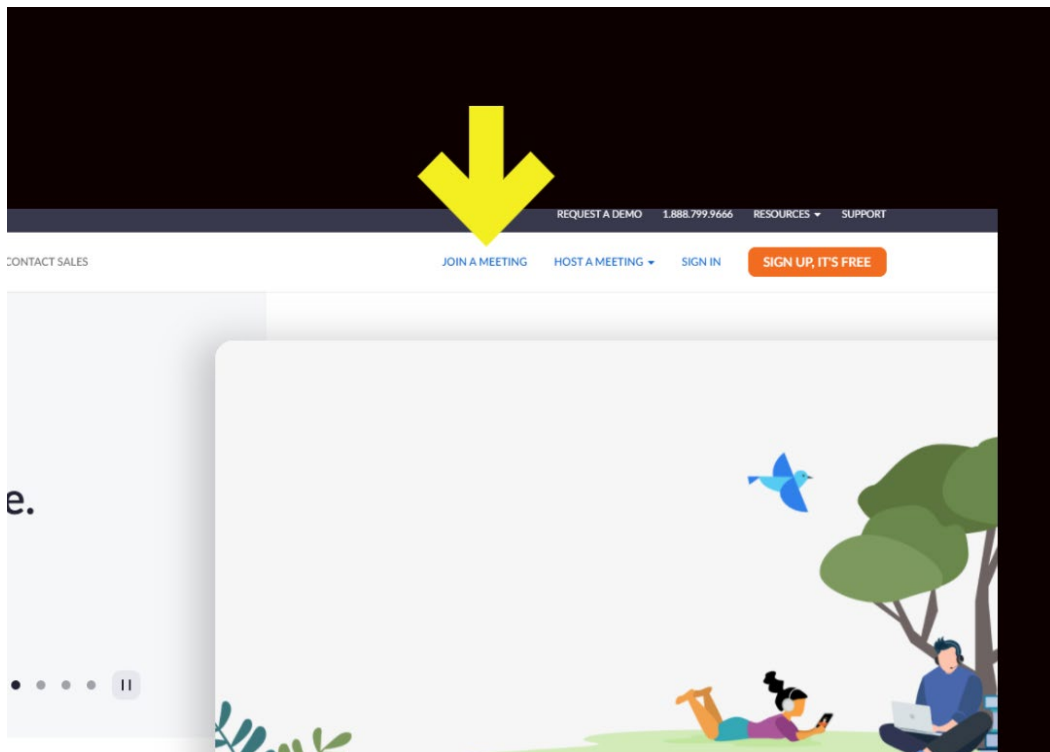 REQUEST A DEMO 1.888.799.9666 RESOURCES SUPPORT
CONTACT SALES JOIN A MEETING HOST A MEETING SIGN IN SIGN UP, IT'S FREE
e.